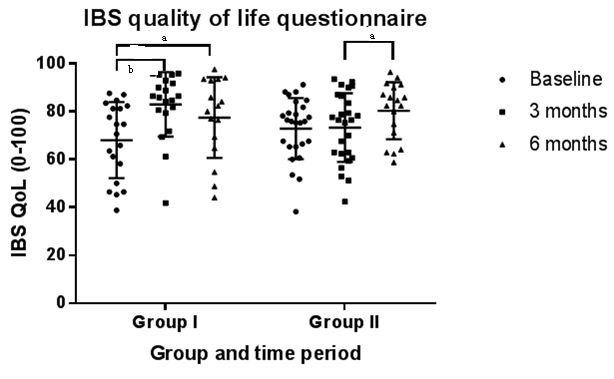 IBS quality of life questionnaire
a
b
a
Baseline
3 months
6 months
IBS QoL (0-100)
100
80
60
40
20
0
Group I
Group II
Group and time period